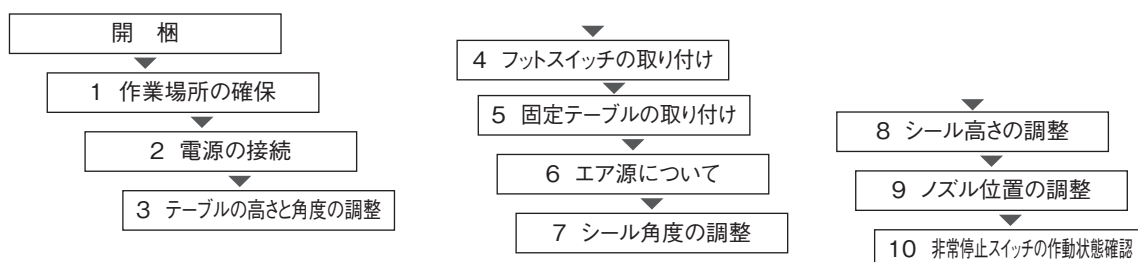 開 梱
1 作業場所の確保
2 電源の接続
3 テーブルの高さと角度の調整
4 フットスイッチの取り付け
5 固定テーブルの取り付け
6 エア源について
7 シール角度の調整
8 シール高さの調整
9 ノズル位置の調整
10 非常停止スイッチの作動状態確認